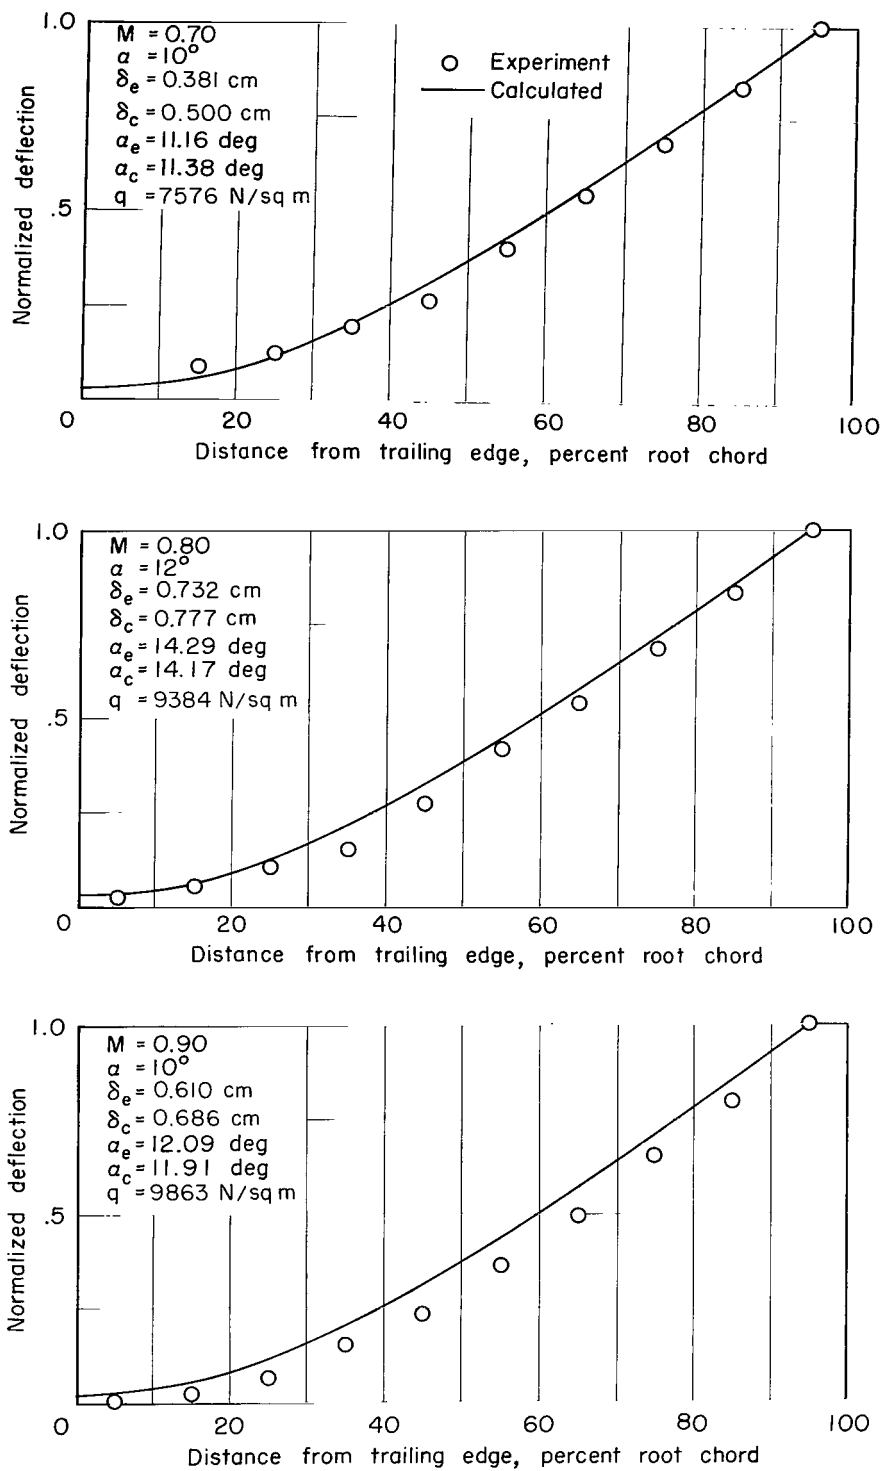 1.0
M = 0.70
α = 10°
δe = 0.381 cm
δc = 0.500 cm
αe = 11.16 deg
αc = 11.38 deg
q = 7576 N/sq m
Experiment
Calculated
Normalized deflection
.5
0 20 40 60 80 100
Distance from trailing edge, percent root chord
1.0
M = 0.80
α = 12°
δe = 0.732 cm
δc = 0.777 cm
αe = 14.29 deg
αc = 14.17 deg
q = 9384 N/sq m
Normalized deflection
.5
0 20 40 60 80 100
Distance from trailing edge, percent root chord
1.0
M = 0.90
α = 10°
δe = 0.610 cm
δc = 0.686 cm
αe = 12.09 deg
αc = 11.91 deg
q = 9863 N/sq m
Normalized deflection
.5
0 20 40 60 80 100
Distance from trailing edge, percent root chord